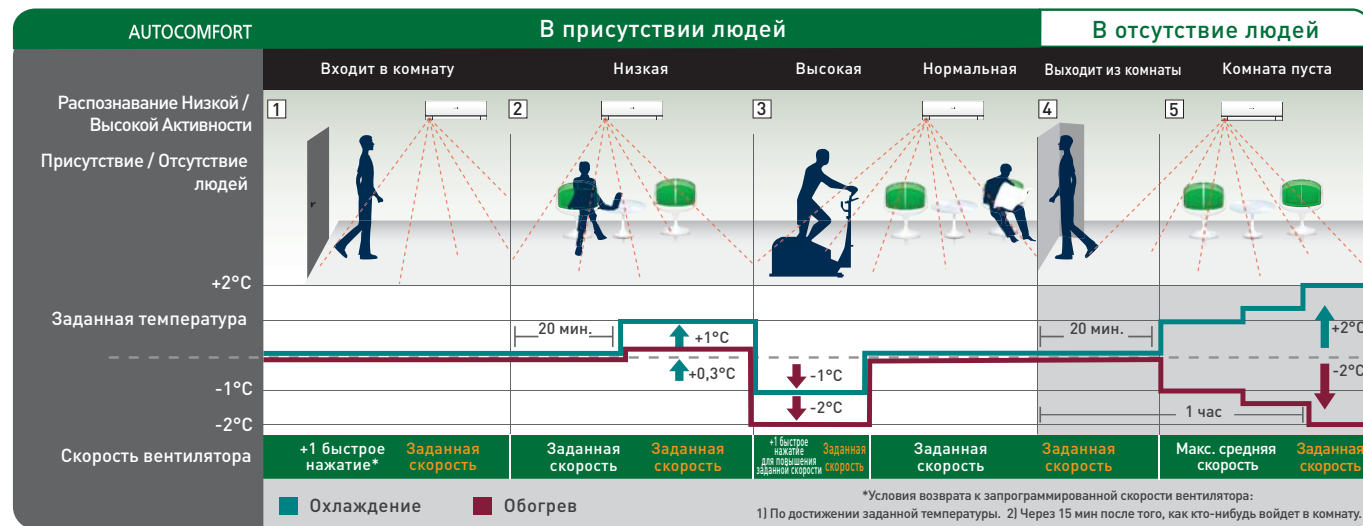 AUTOCOMFORT
В присутствии людей
В отсутствие людей
Входит в комнату
Низкая
Высокая
Нормальная
Выходит из комнаты
Комната пуста
Распознавание Низкой /
Высокой Активности
Присутствие / Отсутствие
людей
1
2
3
4
5
+2°C
Заданная температура
-1°C
-2°C
20 мин.
+1°C
+0,3°C
-1°C
-2°C
20 мин.
1 час
+2°C
-2°C
Скорость вентилятора
+1 быстрое
нажатие*
Заданная
скорость
Заданная
скорость
Заданная
скорость
+1 быстрое
нажатие
для повышения
заданной скорости
Заданная
скорость
Заданная
скорость
Заданная
скорость
Макс. средняя
скорость
Заданная
скорость
Охлаждение
Обогрев
*Условия возврата к запрограммированной скорости вентилятора:
1) По достижении заданной температуры. 2) Через 15 мин после того, как кто-нибудь войдет в комнату.